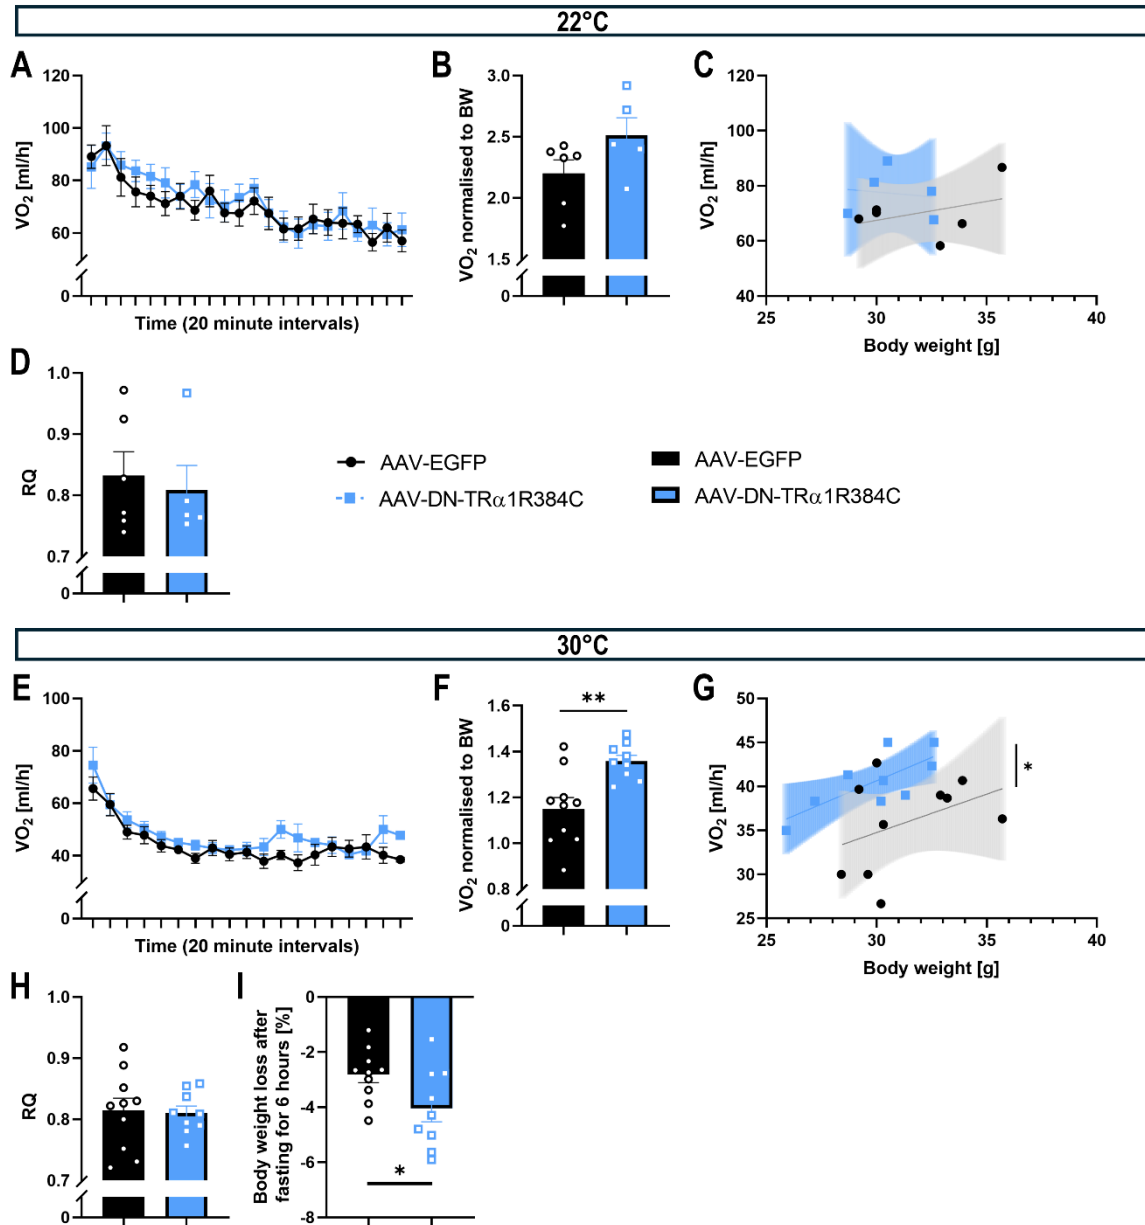 22°C
A
VO2 [ml/h]
120
100
80
60
0
Time (20 minute intervals)
B
VO2 normalised to BW
3.0
2.5
2.0
1.5
0
C
VO2 [ml/h]
120
100
80
60
40
25
30
35
40
Body weight [g]
D
RQ
1.0
0.9
0.8
0.7
0
AAV-EGFP
AAV-DN-TRα1R384C
AAV-EGFP
AAV-DN-TRα1R384C
30°C
E
VO2 [ml/h]
100
80
60
40
0
Time (20 minute intervals)
F
VO2 normalised to BW
1.6
1.4
1.2
1.0
0.8
0
**
G
VO2 [ml/h]
50
45
40
35
30
25
25
30
35
40
Body weight [g]
*
H
RQ
1.0
0.9
0.8
0.7
0
I
Body weight loss after
fasting for 6 hours [%]
0
-2
-4
-6
-8
*